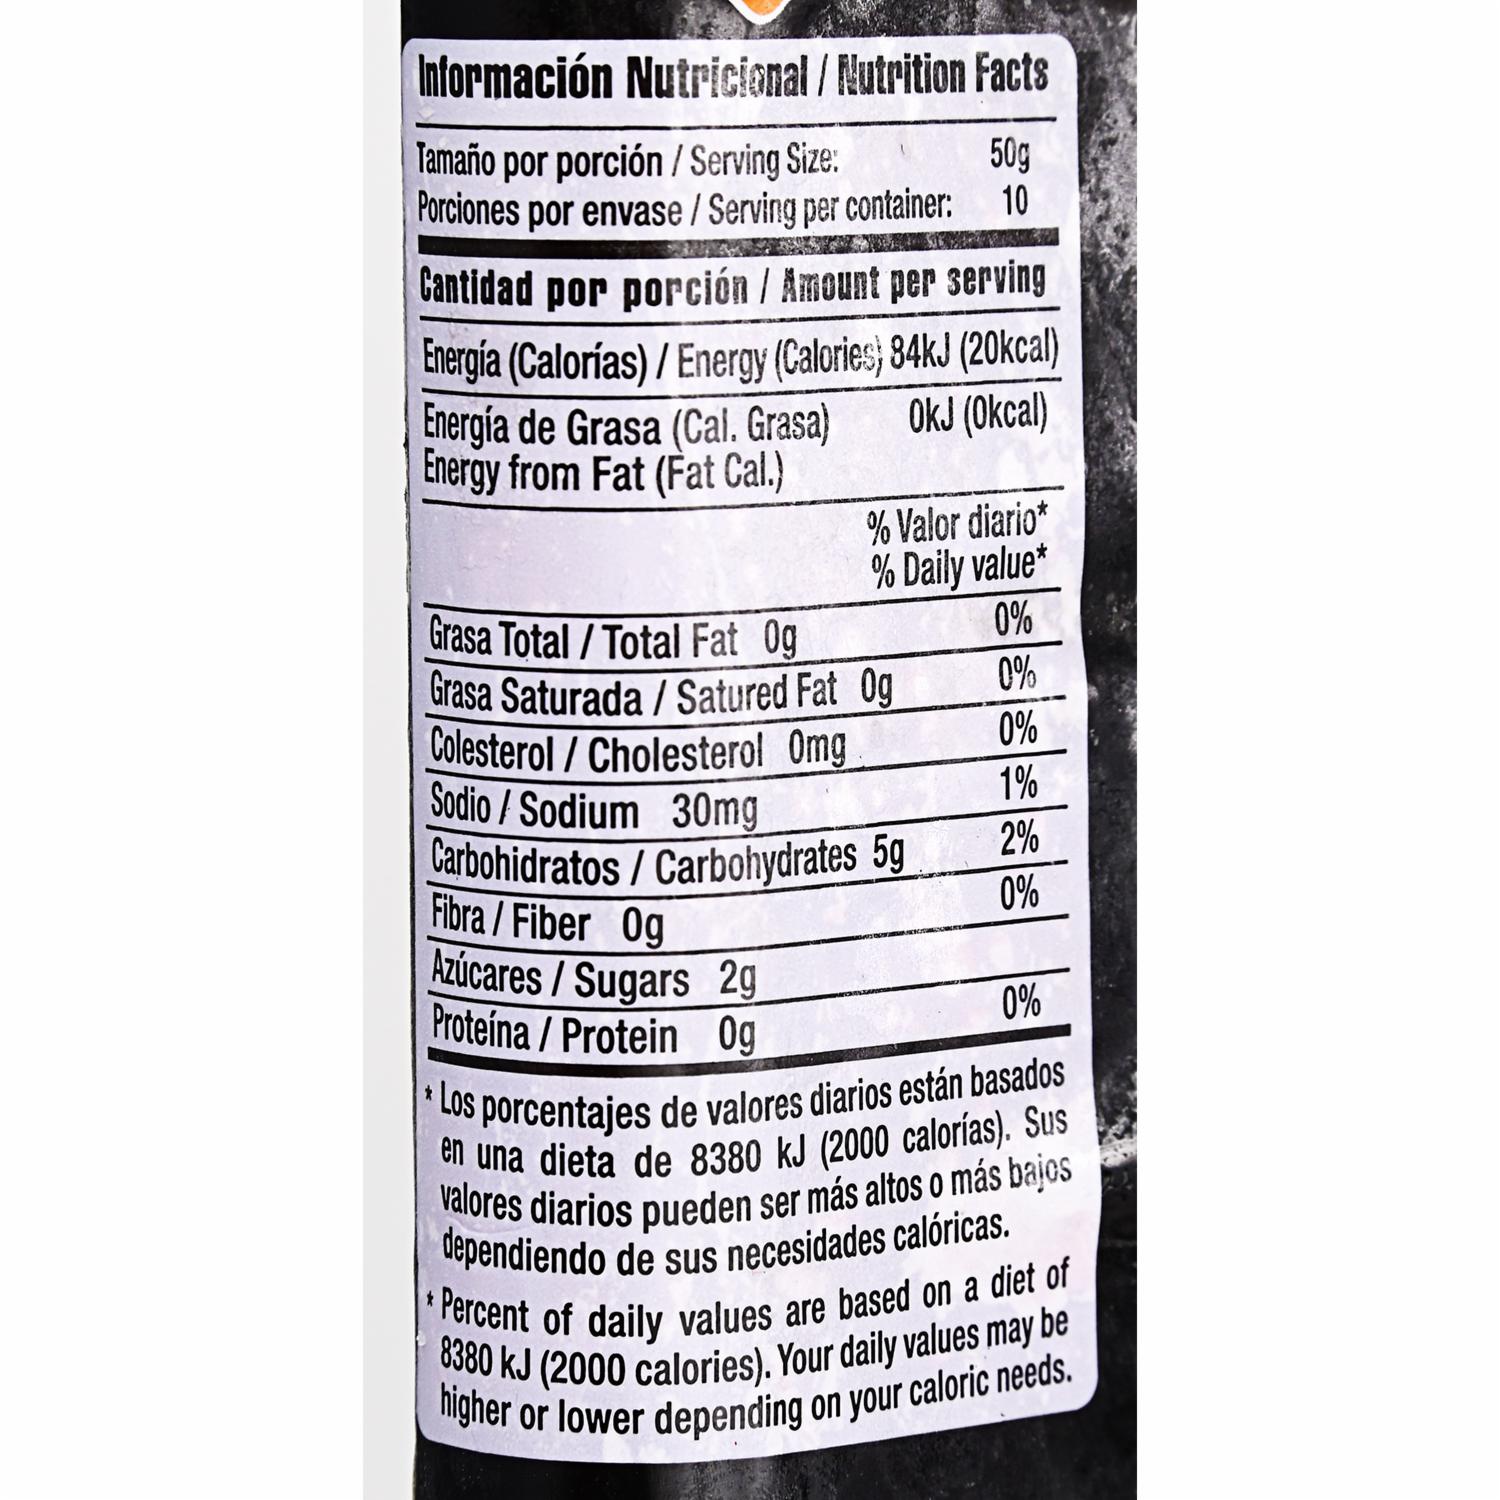 Información Nutricional / Nutrition Facts
Tamaño por porción / Serving Size: 50g
Porciones por envase / Serving per container: 10
Cantidad por porción / Amount per serving
Energía (Calorías) / Energy (Calories) 84kJ (20kcal)
Energía de Grasa (Cal. Grasa) 0kJ (0kcal)
Energy from Fat (Fat Cal.)
% Valor diario*
% Daily value*
Grasa Total / Total Fat 0g 0%
Grasa Saturada / Satured Fat 0g 0%
Colesterol / Cholesterol 0mg 0%
Sodio / Sodium 30mg 1%
Carbohidratos / Carbohydrates 5g 2%
Fibra / Fiber 0g 0%
Azúcares / Sugars 2g
Proteína / Protein 0g 0%
* Los porcentajes de valores diarios están basados
en una dieta de 8380 kJ (2000 calorías). Sus
valores diarios pueden ser más altos o más bajos
dependiendo de sus necesidades calóricas.
* Percent of daily values are based on a diet of
8380 kJ (2000 calories). Your daily values may be
higher or lower depending on your caloric needs.